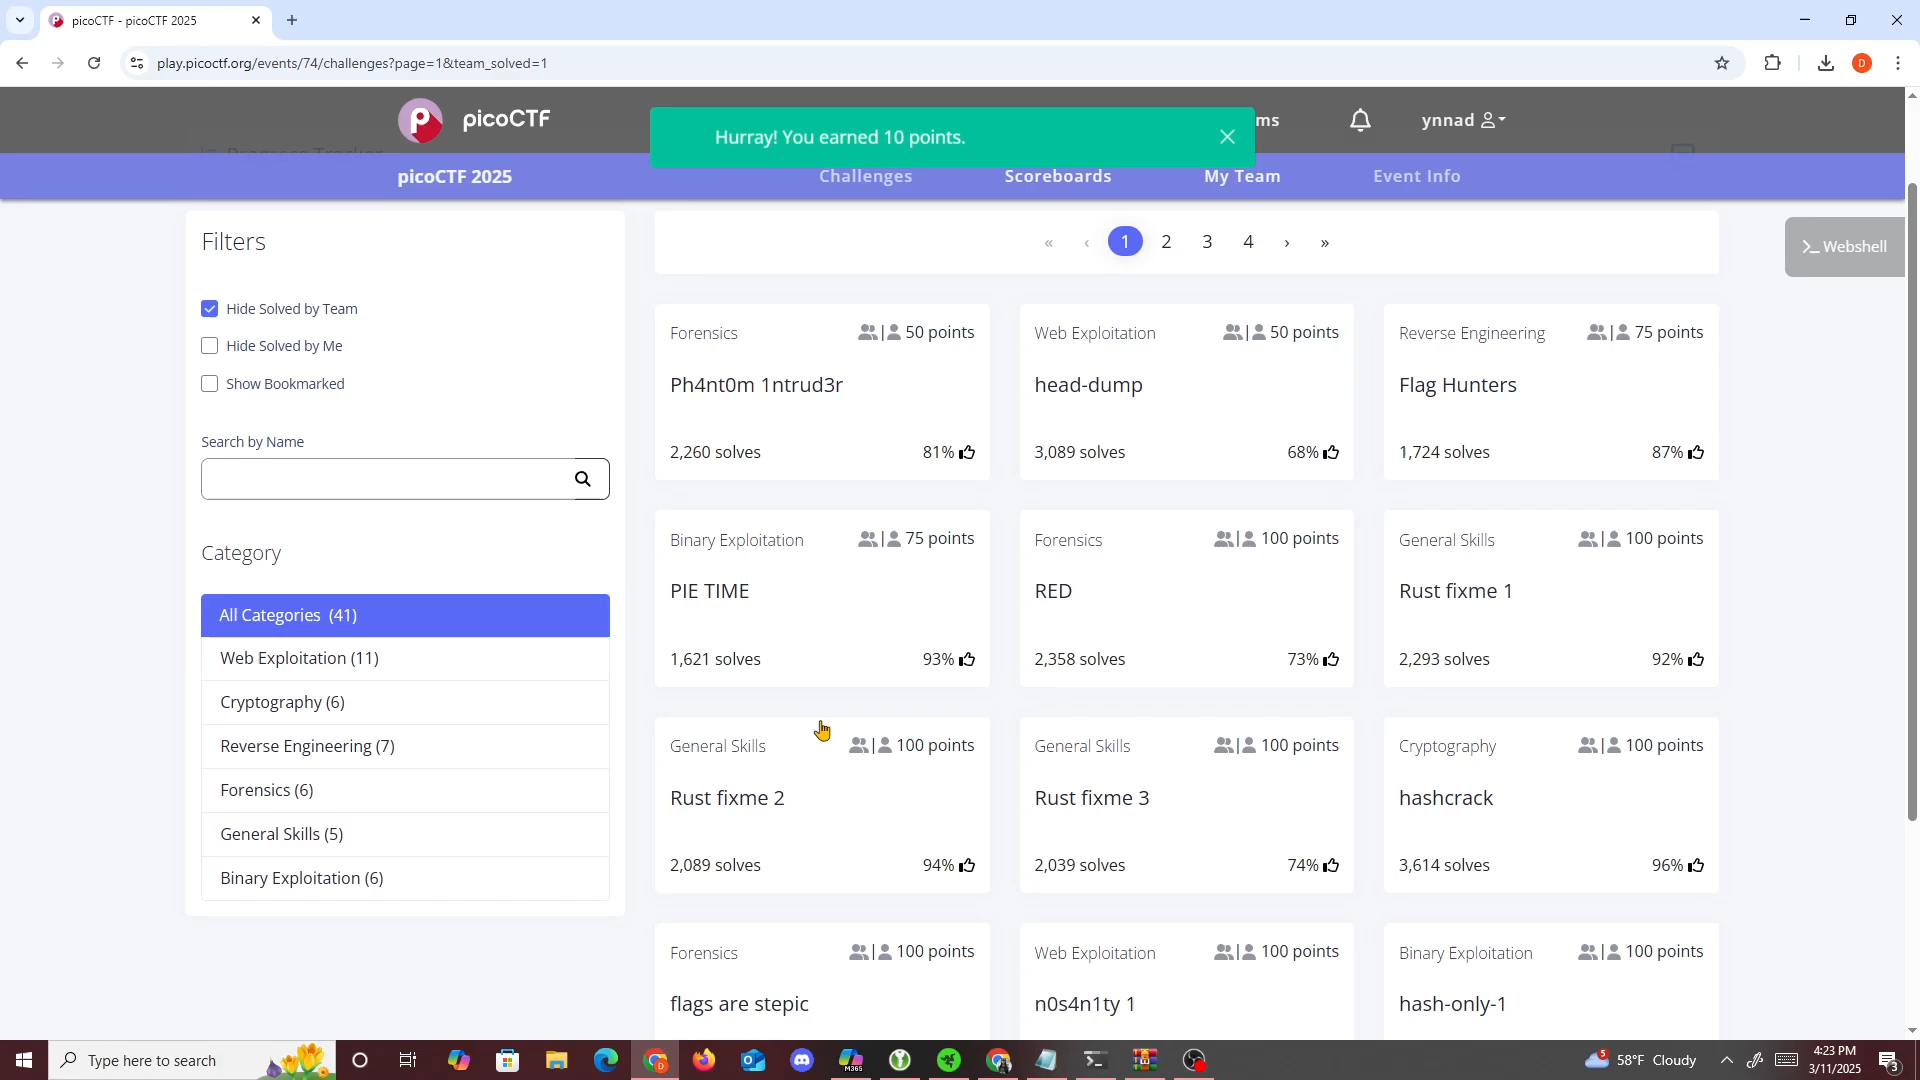 picoCTF - picoCTF 2025
play.picoctf.org/events/74/challenges?page=1&team_solved=1
D
picoCTF
Hurray! You earned 10 points.
ms
ynnad
picoCTF 2025
Challenges
Scoreboards
My Team
Event Info
Filters
Hide Solved by Team
Hide Solved by Me
Show Bookmarked
Search by Name
Category
All Categories (41)
Web Exploitation (11)
Cryptography (6)
Reverse Engineering (7)
Forensics (6)
General Skills (5)
Binary Exploitation (6)
« ‹ 1 2 3 4 › »
>_ Webshell
Forensics
50 points
Ph4nt0m 1ntrud3r
2,260 solves
81%
Web Exploitation
50 points
head-dump
3,089 solves
68%
Reverse Engineering
75 points
Flag Hunters
1,724 solves
87%
Binary Exploitation
75 points
PIE TIME
1,621 solves
93%
Forensics
100 points
RED
2,358 solves
73%
General Skills
100 points
Rust fixme 1
2,293 solves
92%
General Skills
100 points
Rust fixme 2
2,089 solves
94%
General Skills
100 points
Rust fixme 3
2,039 solves
74%
Cryptography
100 points
hashcrack
3,614 solves
96%
Forensics
100 points
flags are stepic
Web Exploitation
100 points
n0s4n1ty 1
Binary Exploitation
100 points
hash-only-1
Type here to search
M365
5
58°F Cloudy
4:23 PM
3/11/2025
3